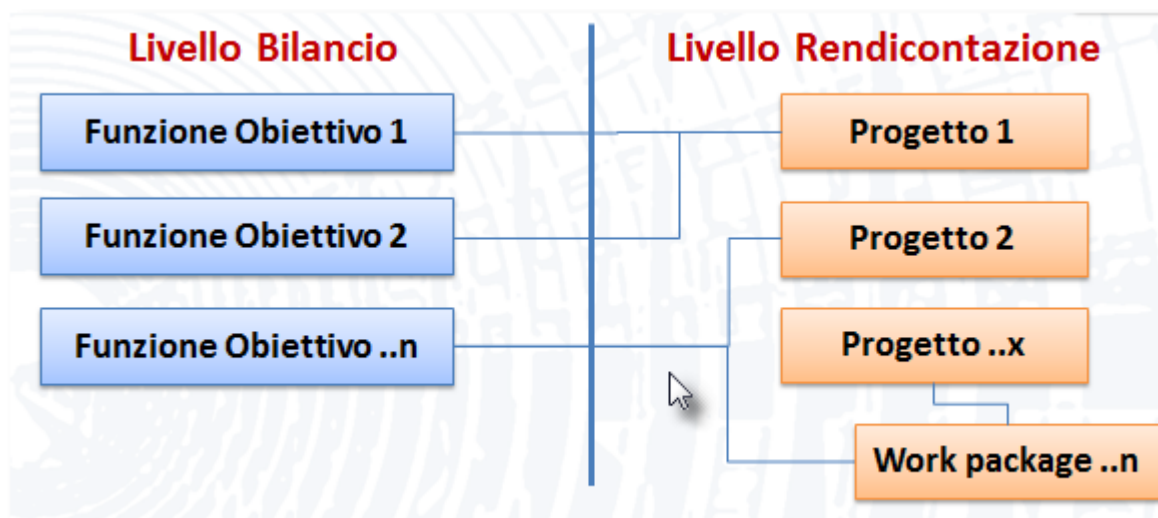 Livello Bilancio
Livello Rendicontazione
Funzione Obiettivo 1
Progetto 1
Funzione Obiettivo 2
Progetto 2
Funzione Obiettivo ..n
Progetto ..x
Work package ..n